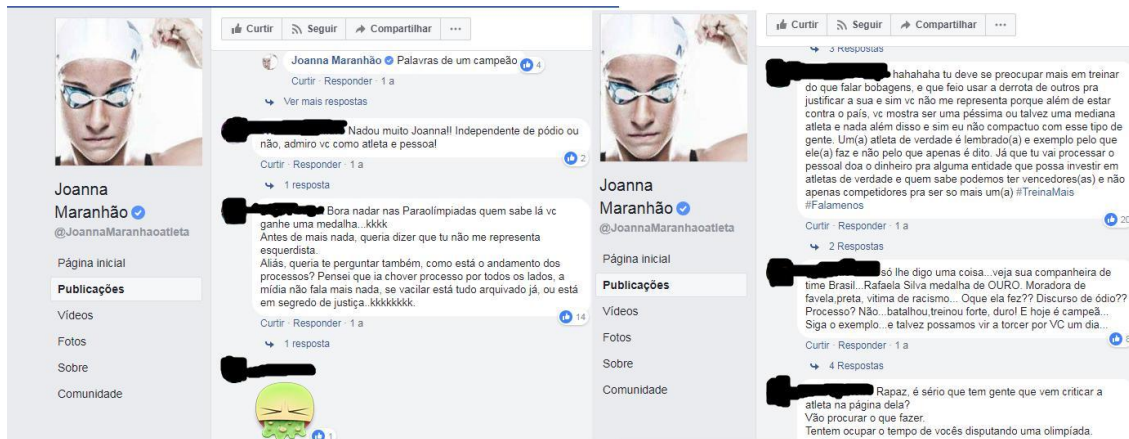 Curtir Seguir Compartilhar ...
Joanna Maranhão Palavras de um campeão 4
Curtir · Responder · 1 a
Ver mais respostas
Nadou muito Joanna!! Independente de pódio ou
não, admiro vc como atleta e pessoa!
2
Curtir · Responder · 1 a
1 resposta
Bora nadar nas Paraolímpiadas quem sabe lá vc
ganhe uma medalha...kkkk
Antes de mais nada, queria dizer que tu não me representa
esquerdista.
Aliás, queria te perguntar também, como está o andamento dos
processos? Pensei que ia chover processo por todos os lados, a
mídia não fala mais nada, se vacilar está tudo arquivado já, ou está
em segredo de justiça..kkkkkkkk.
14
Curtir · Responder · 1 a
1 resposta
1
Joanna
Maranhão
@JoannaMaranhaoatleta
Página inicial
Publicações
Vídeos
Fotos
Sobre
Comunidade
Curtir Seguir Compartilhar ...
3 Respostas
hahahaha tu deve se preocupar mais em treinar
do que falar bobagens, e que feio usar a derrota de outros pra
justificar a sua e sim vc não me representa porque além de estar
contra o país, vc mostra ser uma péssima ou talvez uma mediana
atleta e nada além disso e sim eu não compactuo com esse tipo de
gente. Um(a) atleta de verdade é lembrado(a) e exemplo pelo que
ele(a) faz e não pelo que apenas é dito. Já que tu vai processar o
pessoal doa o dinheiro pra alguma entidade que possa investir em
atletas de verdade e quem sabe podemos ter vencedores(as) e não
apenas competidores pra ser so mais um(a) #TreinaMais
#Falamenos
20
Curtir · Responder · 1 a
2 Respostas
só lhe digo uma coisa...veja sua companheira de
time Brasil...Rafaela Silva medalha de OURO. Moradora de
favela,preta, vitima de racismo... Oque ela fez?? Discurso de ódio??
Processo? Não...batalhou,treinou forte, duro! E hoje é campeã...
Siga o exemplo...e talvez possamos vir a torcer por VC um dia...
Curtir · Responder · 1 a
4 Respostas
Rapaz, é sério que tem gente que vem criticar a
atleta na página dela?
Vão procurar o que fazer.
Tentem ocupar o tempo de vocês disputando uma olimpíada.
Joanna
Maranhão
@JoannaMaranhaoatleta
Página inicial
Publicações
Vídeos
Fotos
Sobre
Comunidade